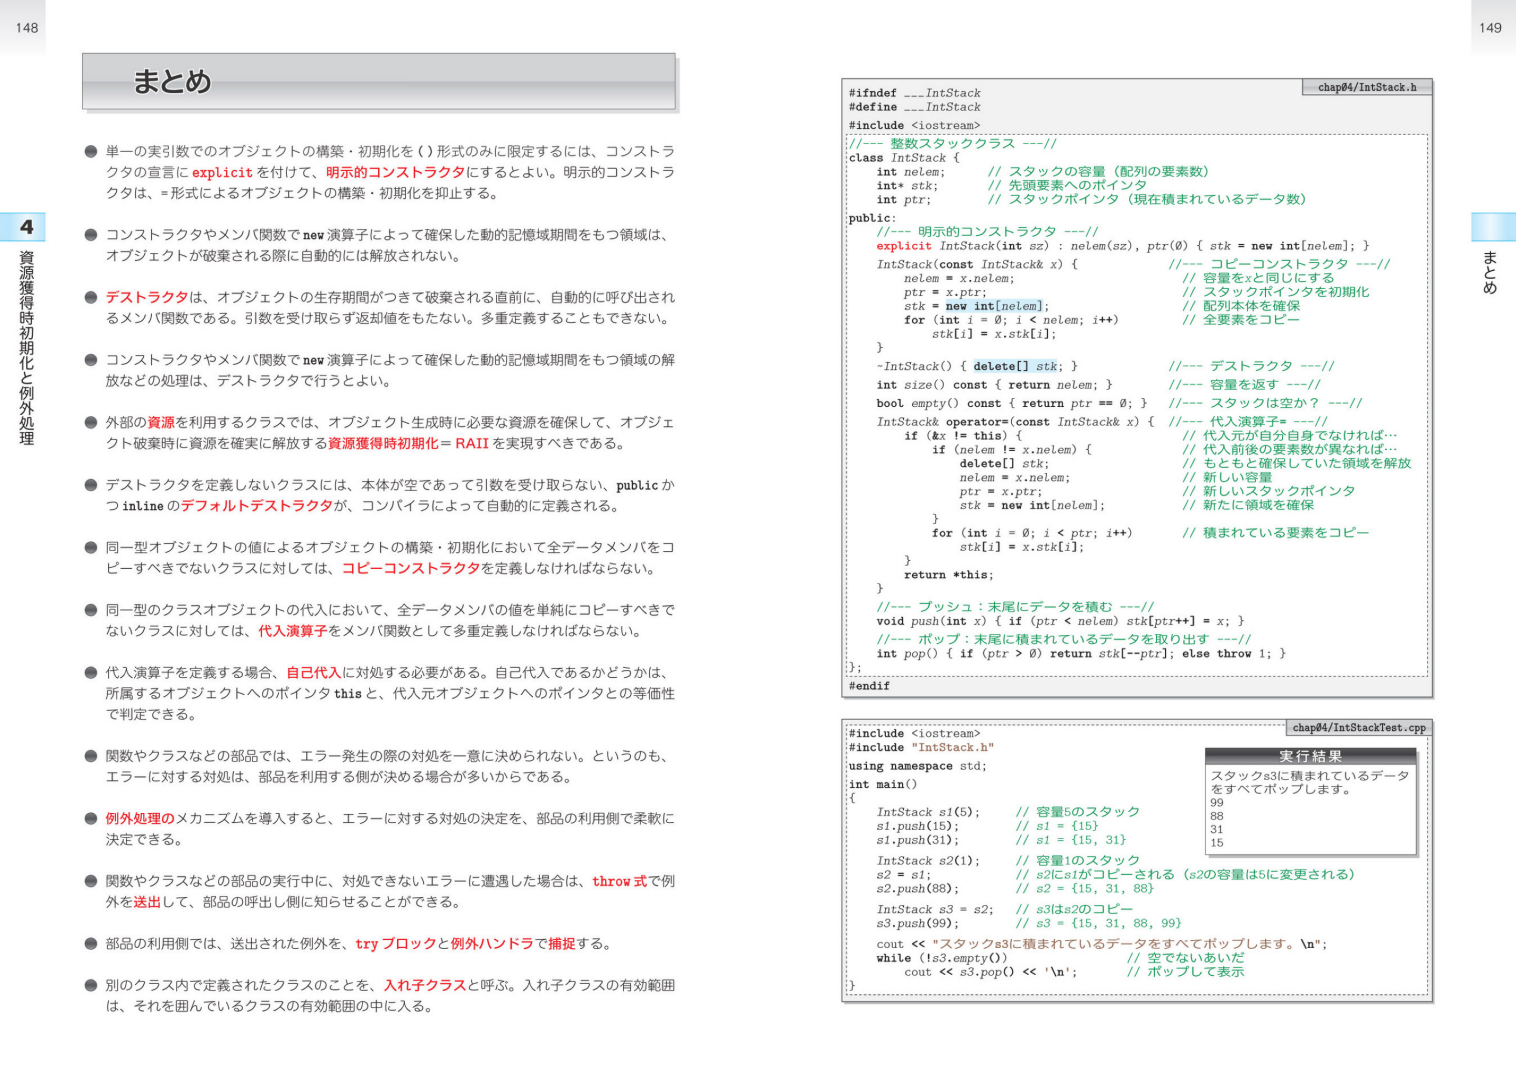 148
まとめ
● 単一の実引数でのオブジェクトの構築・初期化を ( ) 形式のみに限定するには、コンストラ
クタの宣言に explicit を付けて、明示的コンストラクタにするとよい。明示的コンストラ
クタは、= 形式によるオブジェクトの構築・初期化を抑止する。
● コンストラクタやメンバ関数で new 演算子によって確保した動的記憶域期間をもつ領域は、
オブジェクトが破棄される際に自動的には解放されない。
● デストラクタは、オブジェクトの生存期間がつきて破棄される直前に、自動的に呼び出され
るメンバ関数である。引数を受け取らず返却値をもたない。多重定義することもできない。
● コンストラクタやメンバ関数で new 演算子によって確保した動的記憶域期間をもつ領域の解
放などの処理は、デストラクタで行うとよい。
● 外部の資源を利用するクラスでは、オブジェクト生成時に必要な資源を確保して、オブジェ
クト破棄時に資源を確実に解放する資源獲得時初期化＝ RAII を実現すべきである。
● デストラクタを定義しないクラスには、本体が空であって引数を受け取らない、public か
つ inline のデフォルトデストラクタが、コンパイラによって自動的に定義される。
● 同一型オブジェクトの値によるオブジェクトの構築・初期化において全データメンバをコ
ピーすべきでないクラスに対しては、コピーコンストラクタを定義しなければならない。
● 同一型のクラスオブジェクトの代入において、全データメンバの値を単純にコピーすべきで
ないクラスに対しては、代入演算子をメンバ関数として多重定義しなければならない。
● 代入演算子を定義する場合、自己代入に対処する必要がある。自己代入であるかどうかは、
所属するオブジェクトへのポインタ this と、代入元オブジェクトへのポインタとの等価性
で判定できる。
● 関数やクラスなどの部品では、エラー発生の際の対処を一意に決められない。というのも、
エラーに対する対処は、部品を利用する側が決める場合が多いからである。
● 例外処理のメカニズムを導入すると、エラーに対する対処の決定を、部品の利用側で柔軟に
決定できる。
● 関数やクラスなどの部品の実行中に、対処できないエラーに遭遇した場合は、throw 式で例
外を送出して、部品の呼出し側に知らせることができる。
● 部品の利用側では、送出された例外を、try ブロックと例外ハンドラで捕捉する。
● 別のクラス内で定義されたクラスのことを、入れ子クラスと呼ぶ。入れ子クラスの有効範囲
は、それを囲んでいるクラスの有効範囲の中に入る。
4
資源獲得時初期化と例外処理
149
まとめ
chap04/IntStack.h
#ifndef ___IntStack
#define ___IntStack
#include <iostream>
//--- 整数スタッククラス ---//
class IntStack {
int nelem; // スタックの容量（配列の要素数）
int* stk; // 先頭要素へのポインタ
int ptr; // スタックポインタ（現在積まれているデータ数）
public:
//--- 明示的コンストラクタ ---//
explicit IntStack(int sz) : nelem(sz), ptr(0) { stk = new int[nelem]; }
IntStack(const IntStack& x) { //--- コピーコンストラクタ ---//
nelem = x.nelem; // 容量をxと同じにする
ptr = x.ptr; // スタックポインタを初期化
stk = new int[nelem]; // 配列本体を確保
for (int i = 0; i < nelem; i++) // 全要素をコピー
stk[i] = x.stk[i];
}
~IntStack() { delete[] stk; } //--- デストラクタ ---//
int size() const { return nelem; } //--- 容量を返す ---//
bool empty() const { return ptr == 0; } //--- スタックは空か？ ---//
IntStack& operator=(const IntStack& x) { //--- 代入演算子= ---//
if (&x != this) { // 代入元が自分自身でなければ…
if (nelem != x.nelem) { // 代入前後の要素数が異なれば…
delete[] stk; // もともと確保していた領域を解放
nelem = x.nelem; // 新しい容量
ptr = x.ptr; // 新しいスタックポインタ
stk = new int[nelem]; // 新たに領域を確保
}
for (int i = 0; i < ptr; i++) // 積まれている要素をコピー
stk[i] = x.stk[i];
}
return *this;
}
//--- プッシュ：末尾にデータを積む ---//
void push(int x) { if (ptr < nelem) stk[ptr++] = x; }
//--- ポップ：末尾に積まれているデータを取り出す ---//
int pop() { if (ptr > 0) return stk[--ptr]; else throw 1; }
};
#endif
chap04/IntStackTest.cpp
#include <iostream>
#include "IntStack.h"
using namespace std;
int main()
{
IntStack s1(5); // 容量5のスタック
s1.push(15); // s1 = {15}
s1.push(31); // s1 = {15, 31}
IntStack s2(1); // 容量1のスタック
s2 = s1; // s2にs1がコピーされる（s2の容量は5に変更される）
s2.push(88); // s2 = {15, 31, 88}
IntStack s3 = s2; // s3はs2のコピー
s3.push(99); // s3 = {15, 31, 88, 99}
cout << "スタックs3に積まれているデータをすべてポップします。\n";
while (!s3.empty()) // 空でないあいだ
cout << s3.pop() << '\n'; // ポップして表示
}
実行結果
スタックs3に積まれているデータ
をすべてポップします。
99
88
31
15